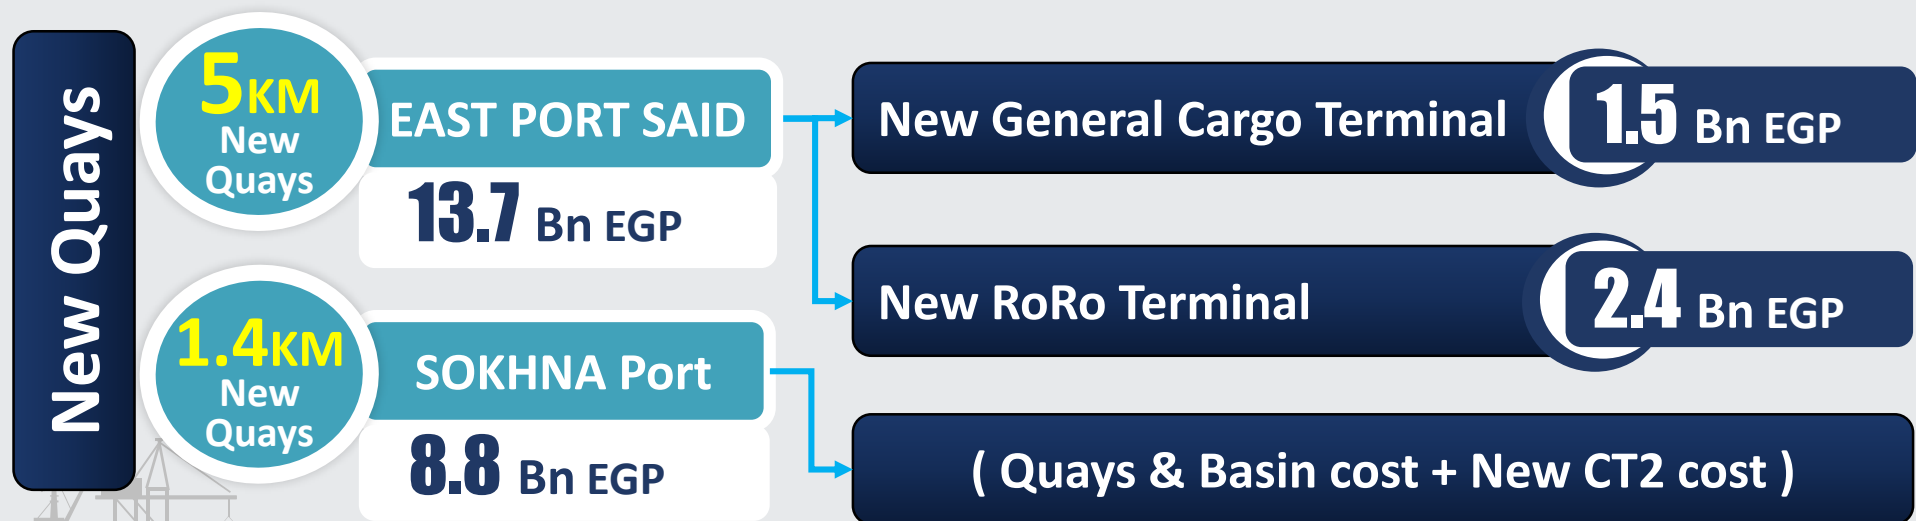 New Quays
5KM
New
Quays
EAST PORT SAID
13.7 Bn EGP
New General Cargo Terminal
1.5 Bn EGP
New RoRo Terminal
2.4 Bn EGP
1.4KM
New
Quays
SOKHNA Port
8.8 Bn EGP
( Quays & Basin cost + New CT2 cost )